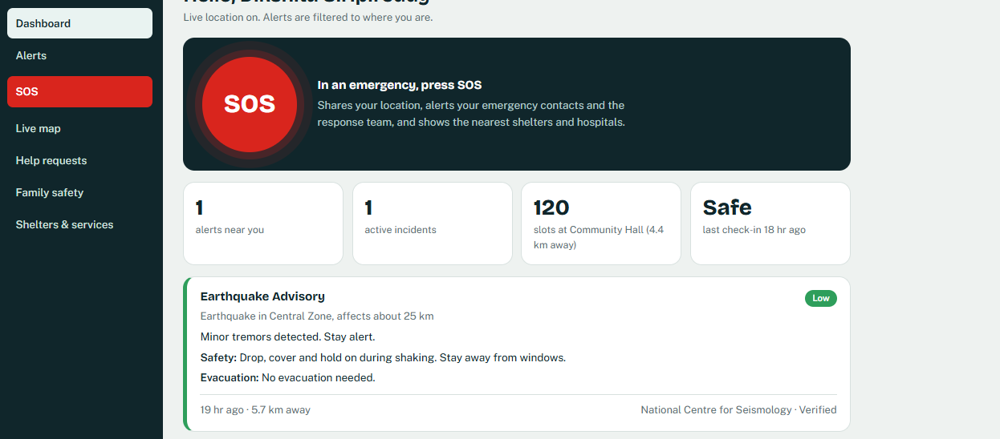 Dashboard
Alerts
SOS
Live map
Help requests
Family safety
Shelters & services
Live location on. Alerts are filtered to where you are.
SOS
In an emergency, press SOS
Shares your location, alerts your emergency contacts and the
response team, and shows the nearest shelters and hospitals.
1
alerts near you
1
active incidents
120
slots at Community Hall (4.4
km away)
Safe
last check-in 18 hr ago
Earthquake Advisory
Low
Earthquake in Central Zone, affects about 25 km
Minor tremors detected. Stay alert.
Safety: Drop, cover and hold on during shaking. Stay away from windows.
Evacuation: No evacuation needed.
19 hr ago · 5.7 km away
National Centre for Seismology · Verified